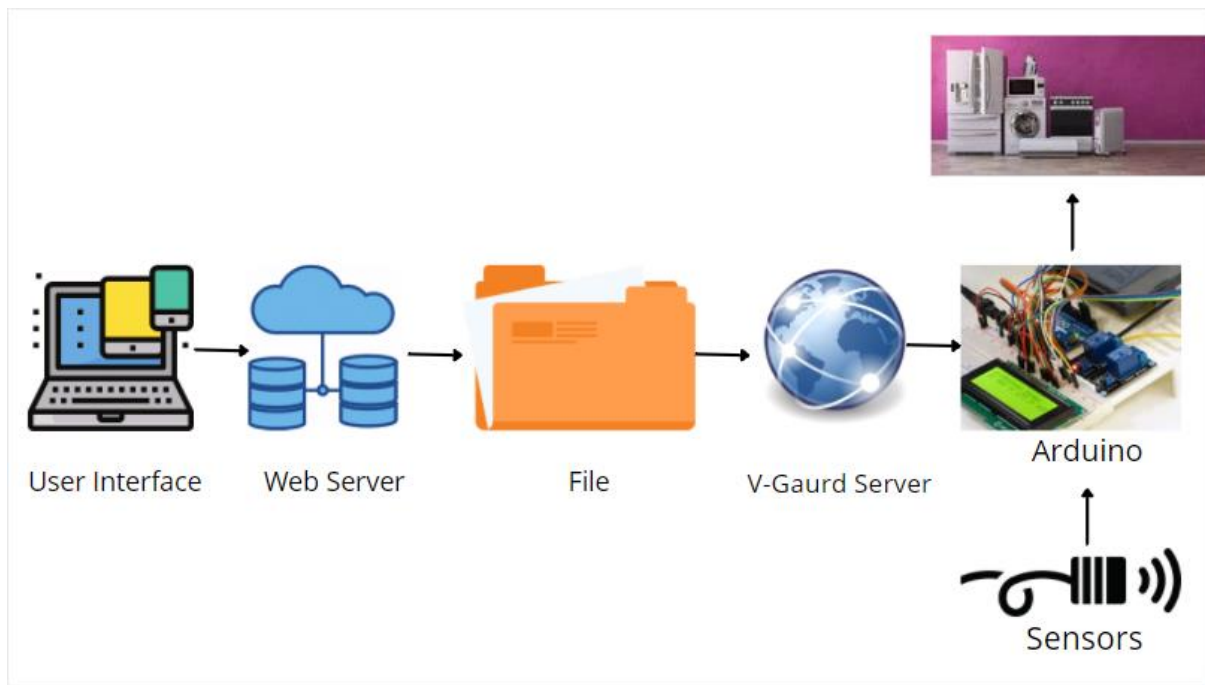 User Interface
Web Server
File
V-Gaurd Server
Arduino
Sensors